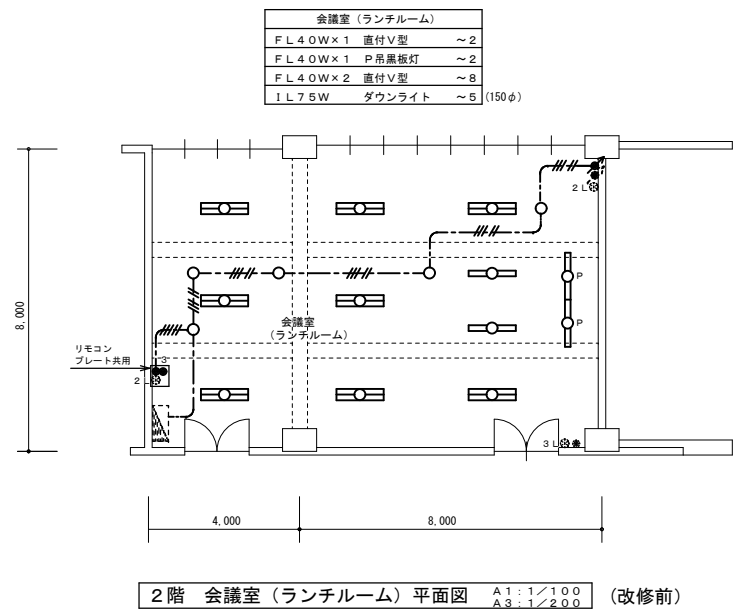 会議室（ランチルーム）
ＦＬ４０Ｗ×１ 直付Ｖ型 ～２
ＦＬ４０Ｗ×１ Ｐ吊黒板灯 ～２
ＦＬ４０Ｗ×２ 直付Ｖ型 ～８
ＩＬ７５Ｗ ダウンライト ～５ (150φ)
２Ｌ
Ｐ
8,000
会議室
（ランチルーム）
Ｐ
リモコン
プレート共用
３
２Ｌ
３Ｌ
4,000 8,000
２階 会議室（ランチルーム）平面図 Ａ１：１／１００ （改修前）
Ａ３：１／２００